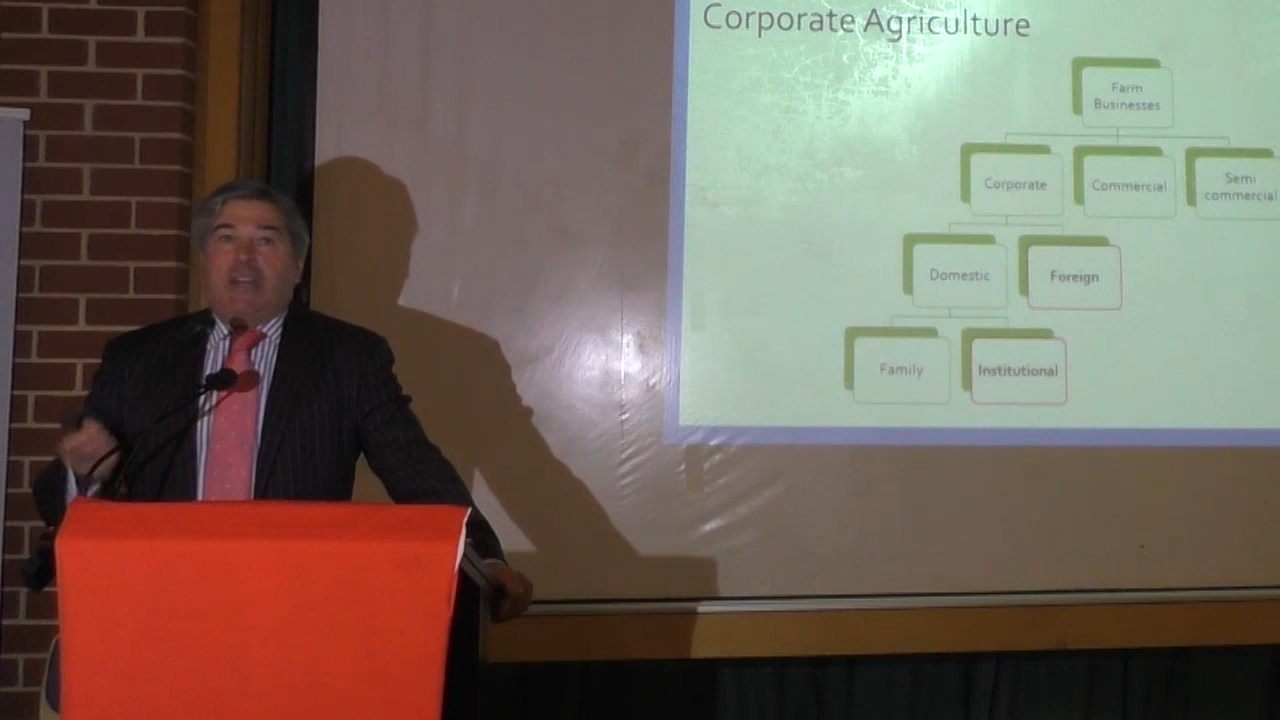 Corporate Agriculture
Farm
Businesses
Corporate
Commercial
Semi
commercial
Domestic
Foreign
Family
Institutional